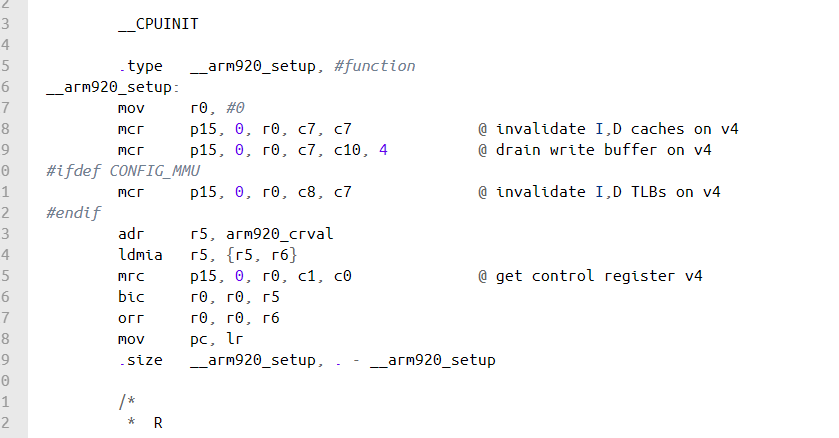 2
3 __CPUINIT
4
5 .type __arm920_setup, #function
6 __arm920_setup:
7 mov r0, #0
8 mcr p15, 0, r0, c7, c7 @ invalidate I,D caches on v4
9 mcr p15, 0, r0, c7, c10, 4 @ drain write buffer on v4
0 #ifdef CONFIG_MMU
1 mcr p15, 0, r0, c8, c7 @ invalidate I,D TLBs on v4
2 #endif
3 adr r5, arm920_crval
4 ldmia r5, {r5, r6}
5 mrc p15, 0, r0, c1, c0 @ get control register v4
6 bic r0, r0, r5
7 orr r0, r0, r6
8 mov pc, lr
9 .size __arm920_setup, . - __arm920_setup
0
1 /*
2 * R